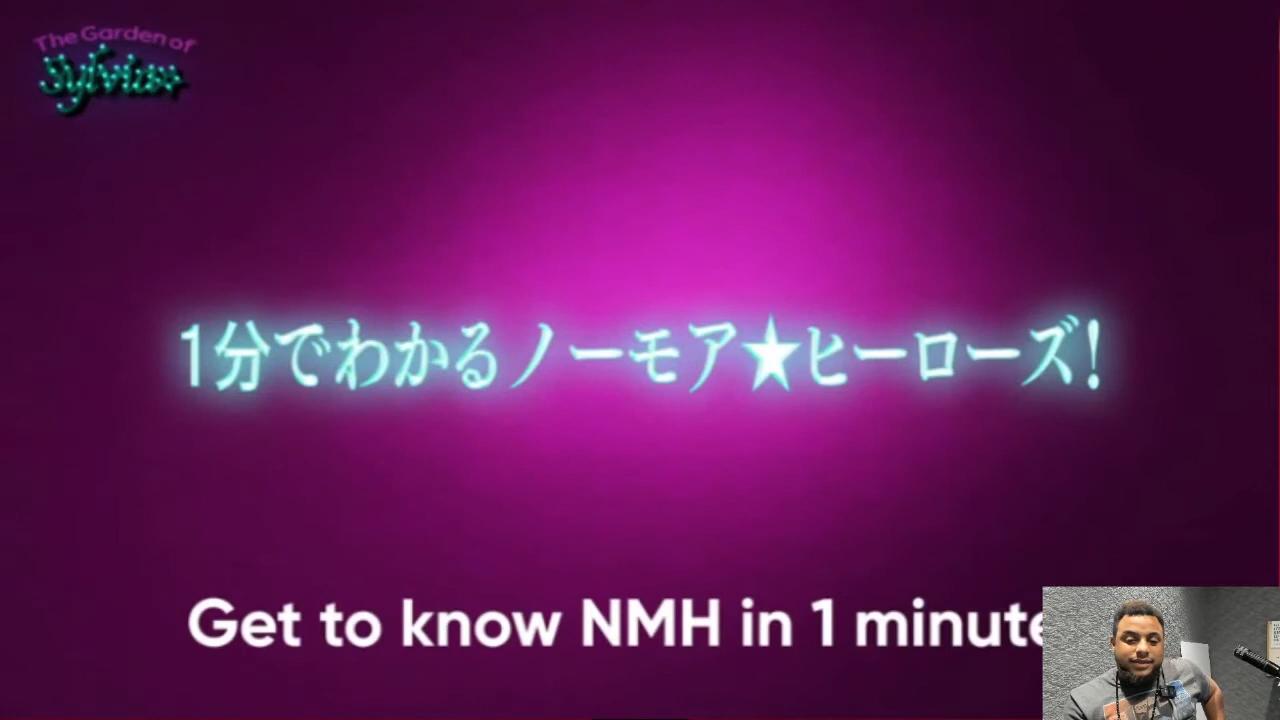 The Garden of
Sylvia
1分でわかるノーモア★ヒーローズ!
Get to know NMH in 1 minute